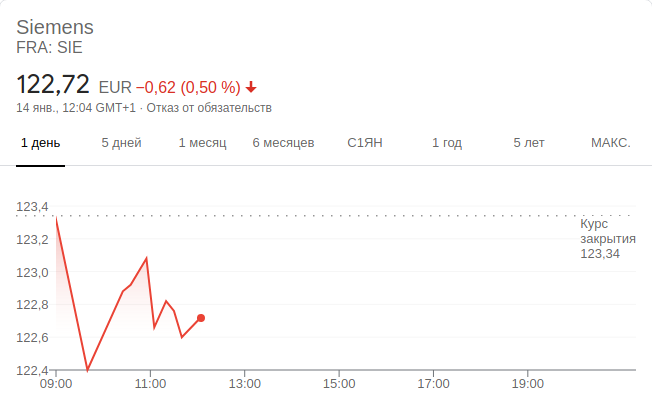 Siemens
FRA: SIE
122,72 EUR −0,62 (0,50 %)
14 янв., 12:04 GMT+1 · Отказ от обязательств
1 день 5 дней 1 месяц 6 месяцев С1ЯН 1 год 5 лет МАКС.
123,4
Курс
закрытия
123,34
123,2
123,0
122,8
122,6
122,4
09:00 11:00 13:00 15:00 17:00 19:00